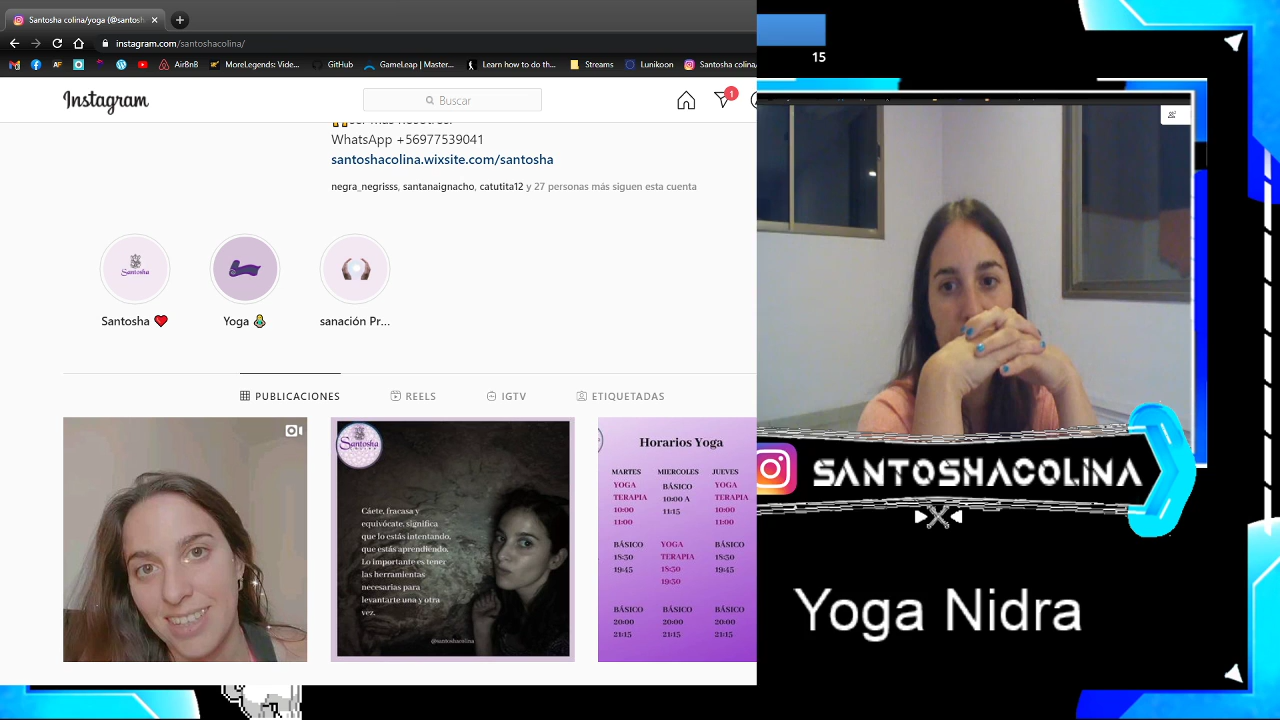 Santosha colina/yoga (@santosh
instagram.com/santoshacolina/
AirBnB
MoreLegends: Vide...
GitHub
GameLeap | Master...
Learn how to do th...
Streams
Lunikoon
Santosha colina
Instagram
Buscar
1
WhatsApp +56977539041
santoshacolina.wixsite.com/santosha
negra_negrisss, santanaignacho, catutita12 y 27 personas más siguen esta cuenta
Santosha
Santosha ❤️
Yoga
sanación Pr...
PUBLICACIONES
REELS
IGTV
ETIQUETADAS
Santosha
Cáete, fracasa y
equivócate, significa
que lo estás intentando,
que estás aprendiendo.
Lo importante es tener
las herramientas
necesarias para
levantarte una y otra
vez.
@santoshacolina
Horarios Yoga
MARTES MIERCOLES JUEVES
YOGA TERAPIA 10:00 11:00
BÁSICO 10:00 A 11:15
YOGA TERAPIA 10:00 11:00
BÁSICO 18:30 19:45
YOGA TERAPIA 18:30 19:30
BÁSICO 18:30 19:45
BÁSICO 20:00 21:15
BÁSICO 20:00 21:15
BÁSICO 20:00 21:15
15
SANTOSHACOLINA
Yoga Nidra